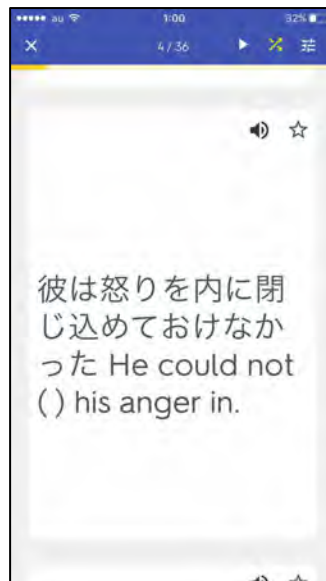 au 1:00 32%
4/36
彼は怒りを内に閉
じ込めておけなか
った He could not
( ) his anger in.